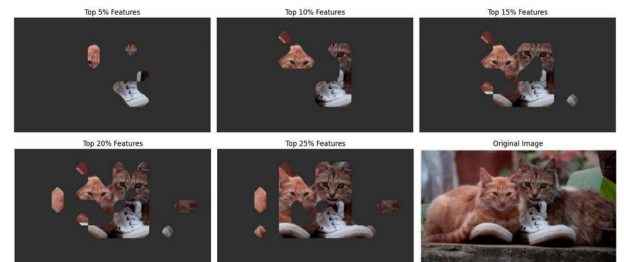 Top 5% Features
Top 10% Features
Top 15% Features
Top 20% Features
Top 25% Features
Original Image